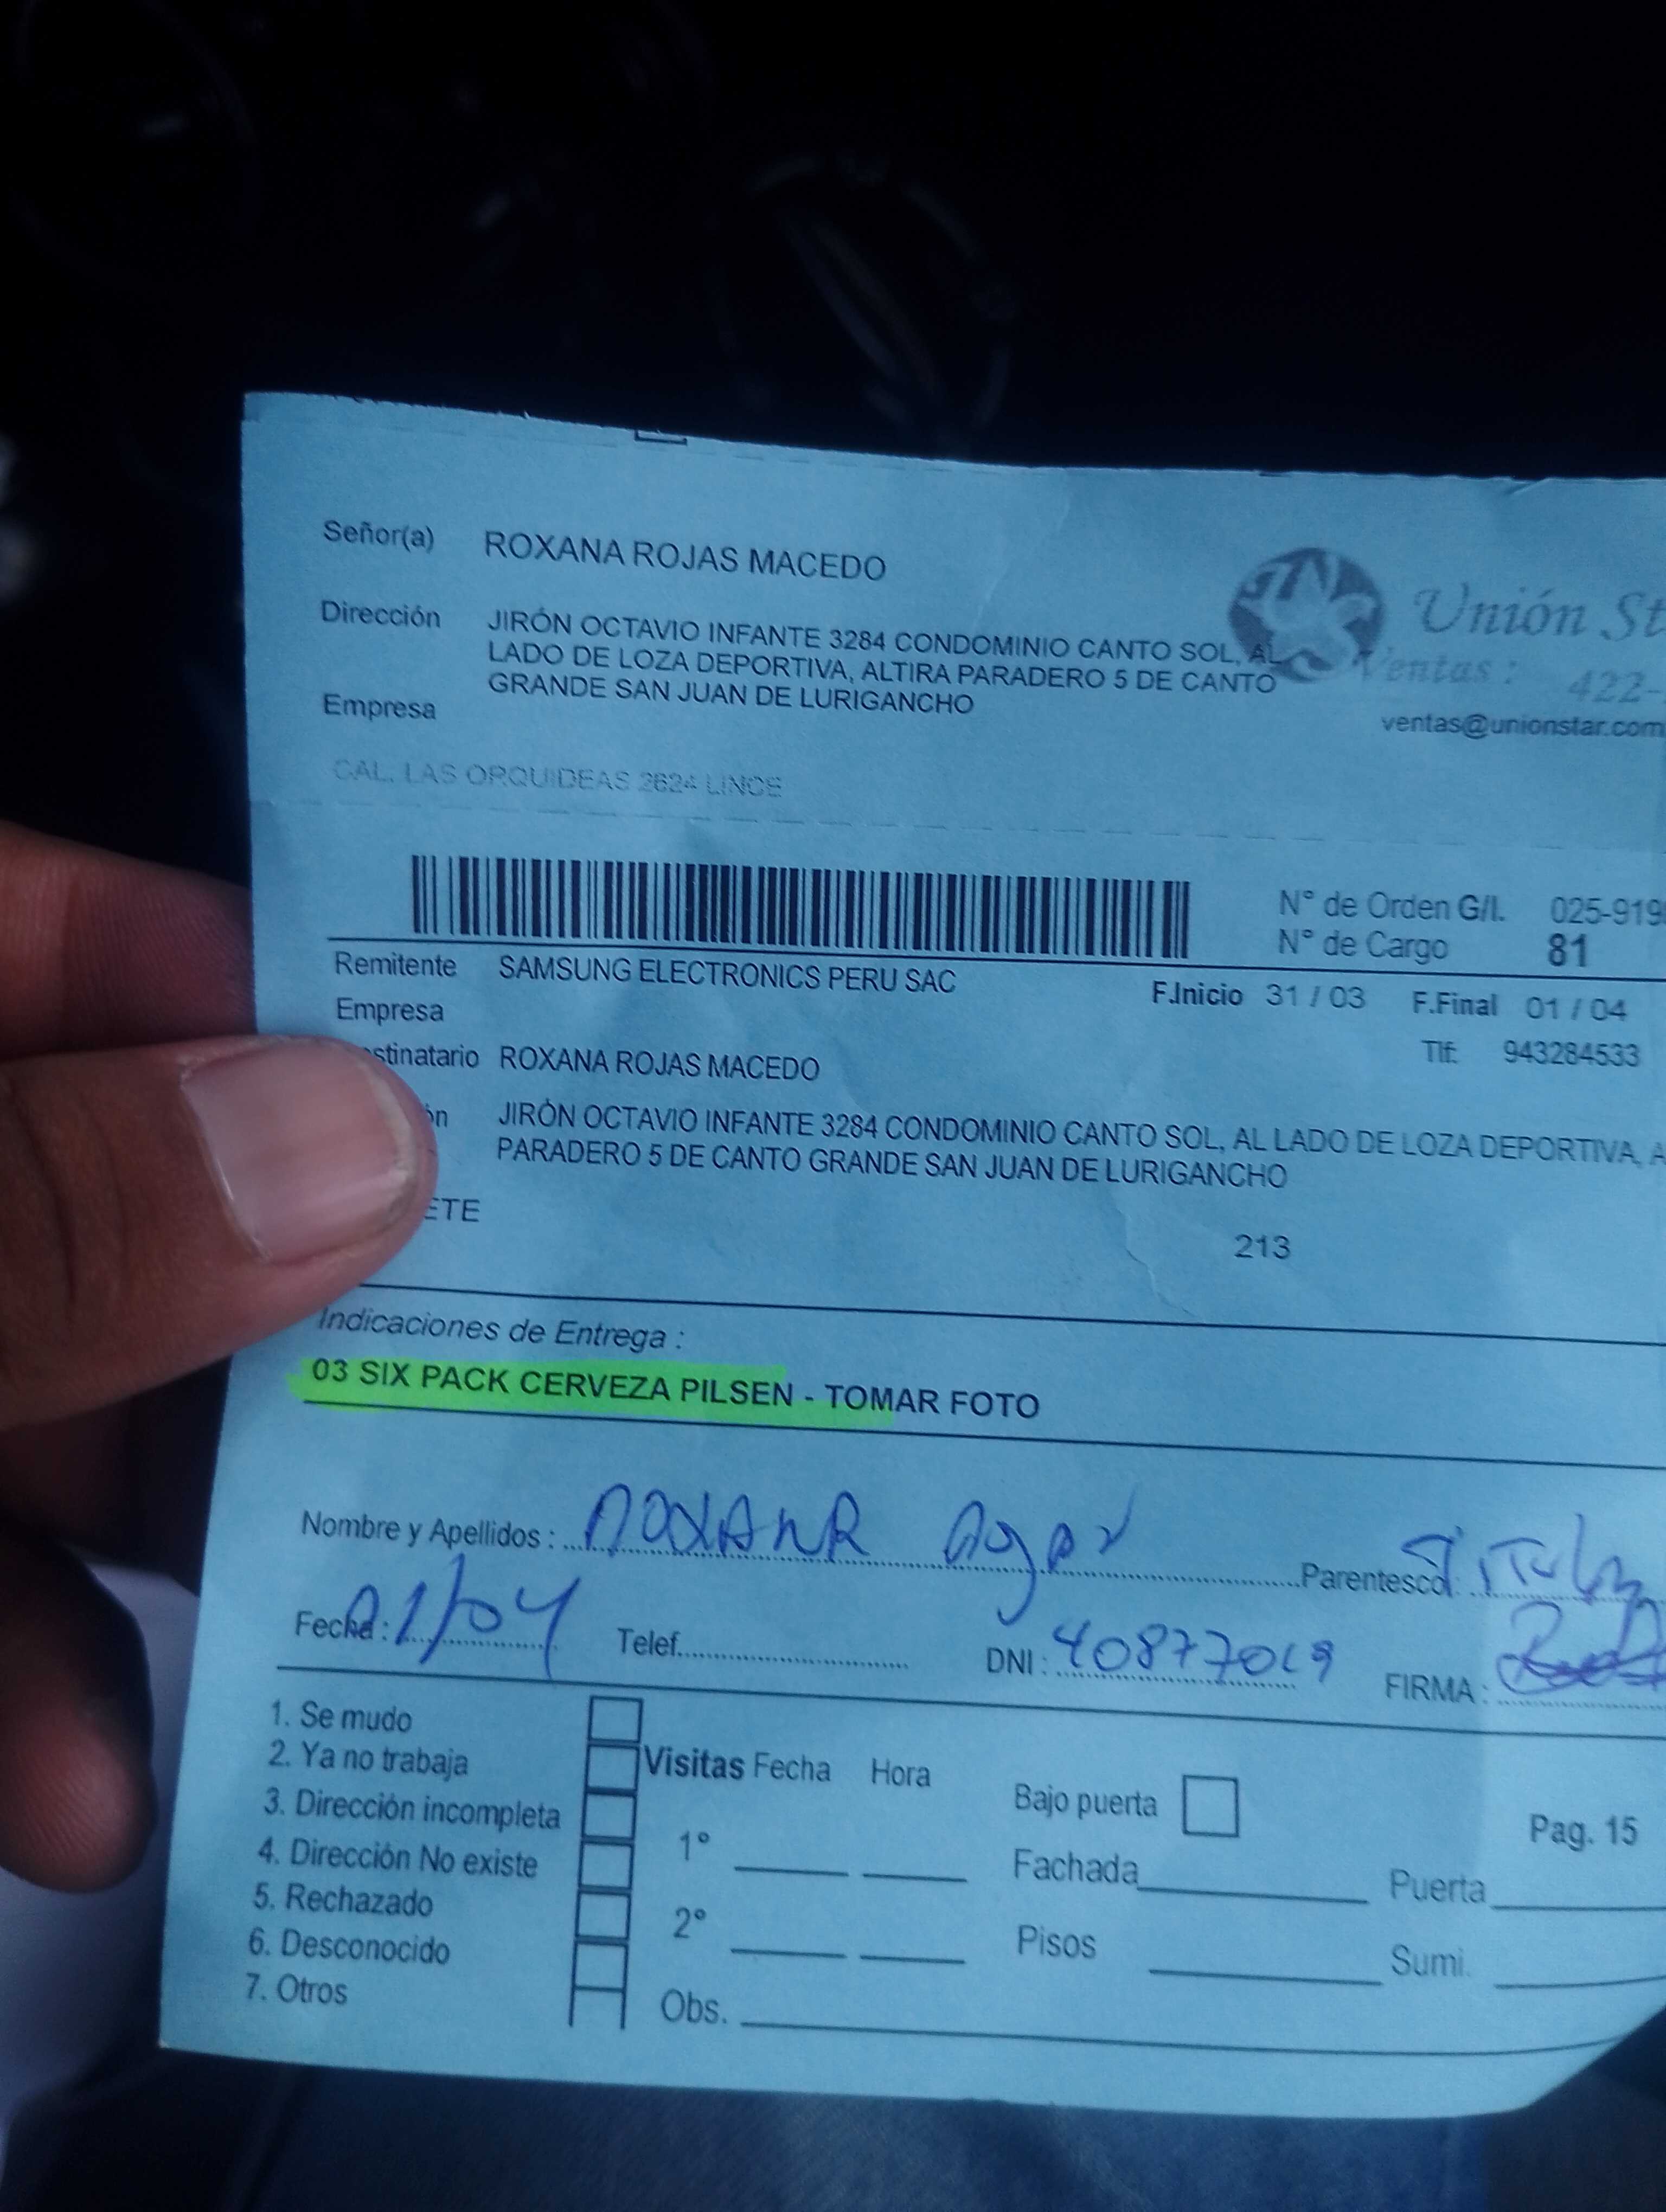 Señor(a) ROXANA ROJAS MACEDO
Unión St
Dirección JIRÓN OCTAVIO INFANTE 3284 CONDOMINIO CANTO SOL, AL
LADO DE LOZA DEPORTIVA, ALTIRA PARADERO 5 DE CANTO
GRANDE SAN JUAN DE LURIGANCHO
Ventas : 422-
ventas@unionstar.com
Empresa
CAL. LAS ORQUIDEAS 2624 LINCE
N° de Orden G/I. 025-919
N° de Cargo 81
Remitente SAMSUNG ELECTRONICS PERU SAC
F.Inicio 31 / 03 F.Final 01 / 04
Empresa
Tlf: 943284533
stinatario ROXANA ROJAS MACEDO
ón JIRÓN OCTAVIO INFANTE 3284 CONDOMINIO CANTO SOL, AL LADO DE LOZA DEPORTIVA, A
PARADERO 5 DE CANTO GRANDE SAN JUAN DE LURIGANCHO
ETE
213
Indicaciones de Entrega :
03 SIX PACK CERVEZA PILSEN - TOMAR FOTO
Nombre y Apellidos : ROXANA
Parentesco:
Fecha : 01/04 Telef. DNI : 40877019 FIRMA :
1. Se mudo
2. Ya no trabaja
3. Dirección incompleta
4. Dirección No existe
5. Rechazado
6. Desconocido
7. Otros
Visitas Fecha Hora
1°
2°
Obs.
Bajo puerta
Fachada
Pisos
Pag. 15
Puerta
Sumi.